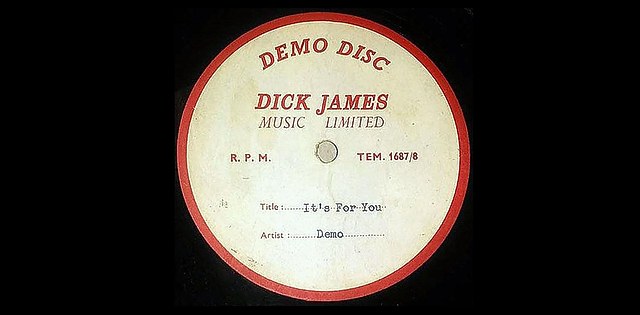 DEMO DISC
DICK JAMES
MUSIC LIMITED
R. P. M. TEM. 1687/8
Title :......It's For You
Artist :.......Demo..............